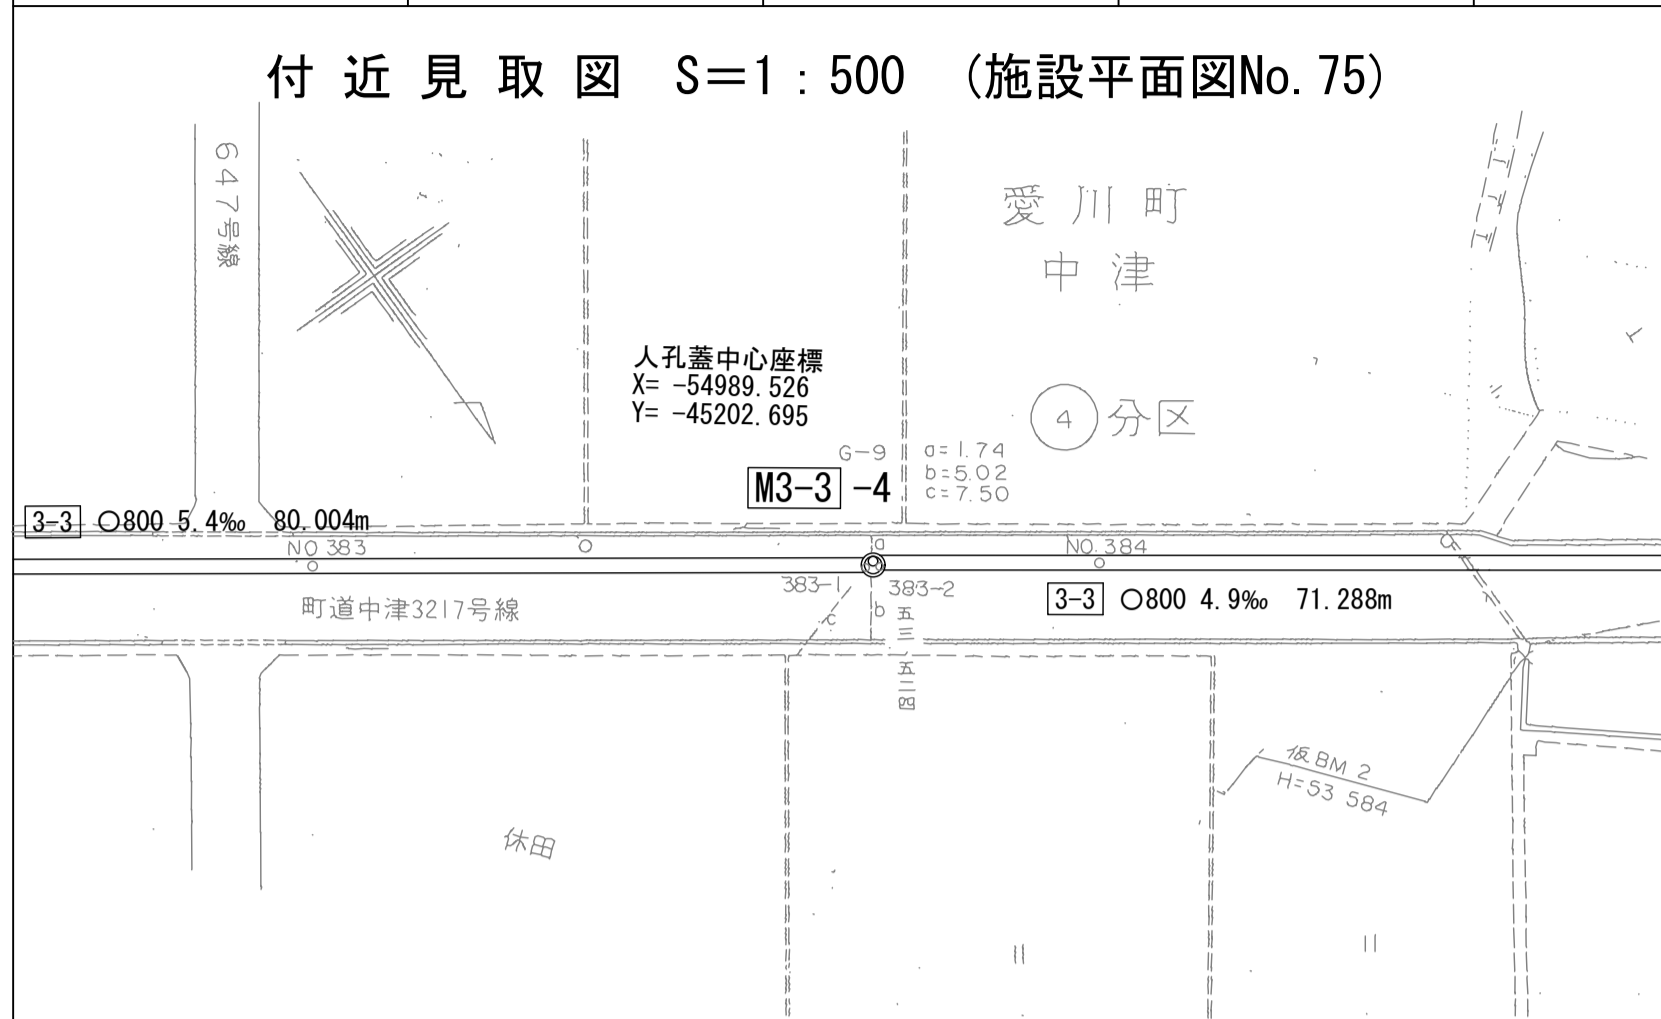 付近見取図 S=1:500 (施設平面図No.75)
647号線
愛川町
中津
人孔蓋中心座標
X= -54989.526
Y= -45202.695
4 分区
G-9
a=1.74
b=5.02
c=7.50
M3-3 -4
3-3 ○800 5.4‰ 80.004m
NO.383
a
NO.384
383-1
383-2
3-3 ○800 4.9‰ 71.288m
町道中津3217号線
c
b
五三
五二四
仮BM 2
H=53 584
休田